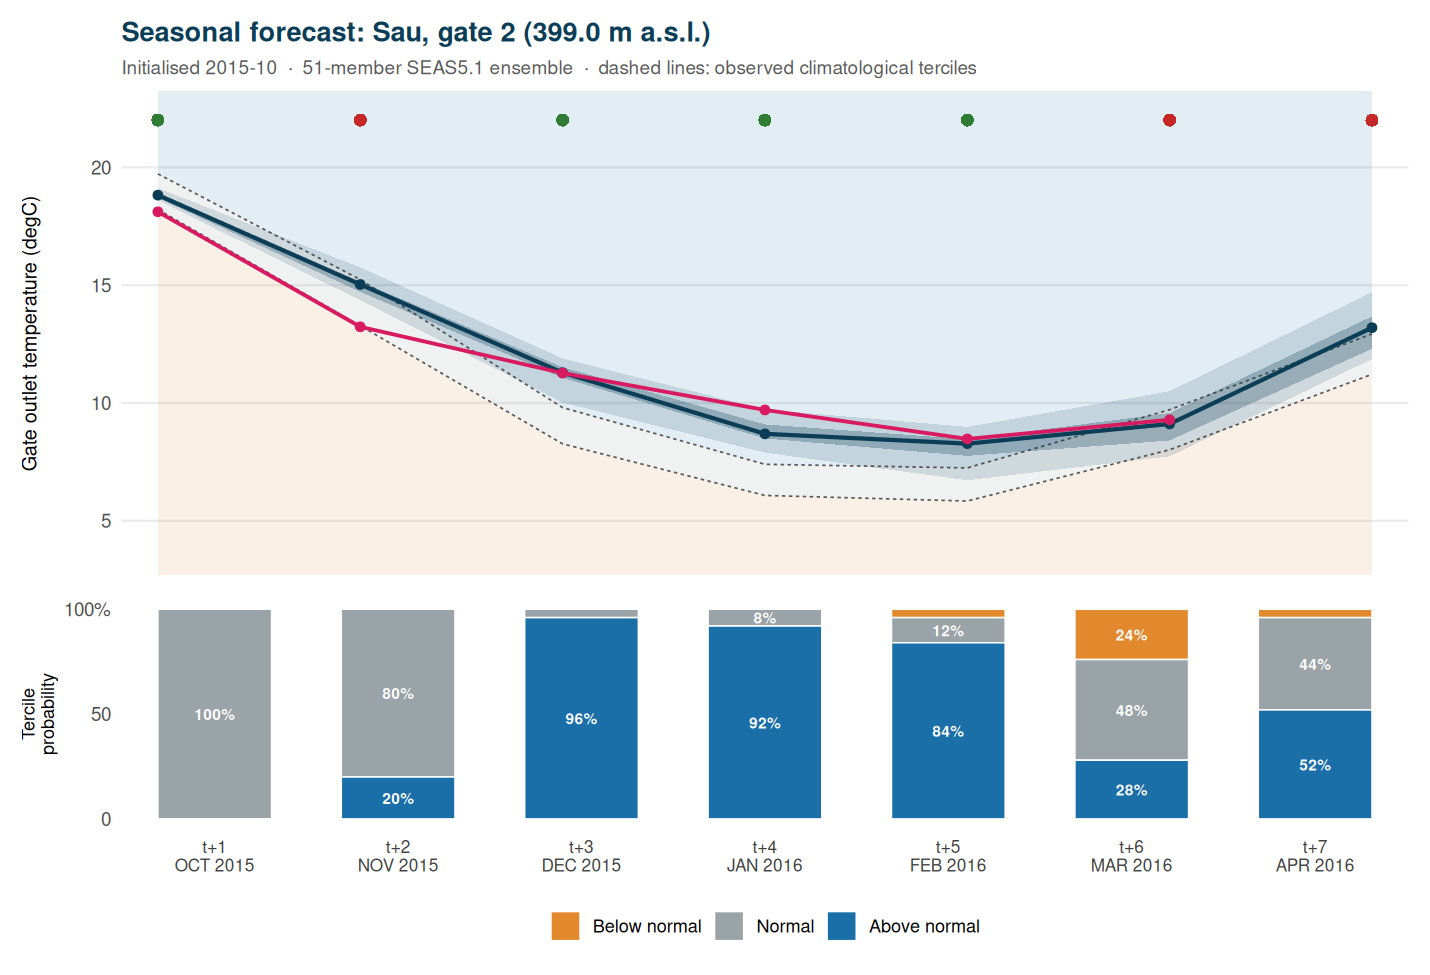 Seasonal forecast: Sau, gate 2 (399.0 m a.s.l.)
Initialised 2015-10 · 51-member SEAS5.1 ensemble · dashed lines: observed climatological terciles
Gate outlet temperature (degC)
20
15
10
5
Tercile
probability
100%
50
0
100%
80%
20%
96%
8%
92%
12%
84%
24%
48%
28%
44%
52%
t+1
OCT 2015
t+2
NOV 2015
t+3
DEC 2015
t+4
JAN 2016
t+5
FEB 2016
t+6
MAR 2016
t+7
APR 2016
Below normal
Normal
Above normal